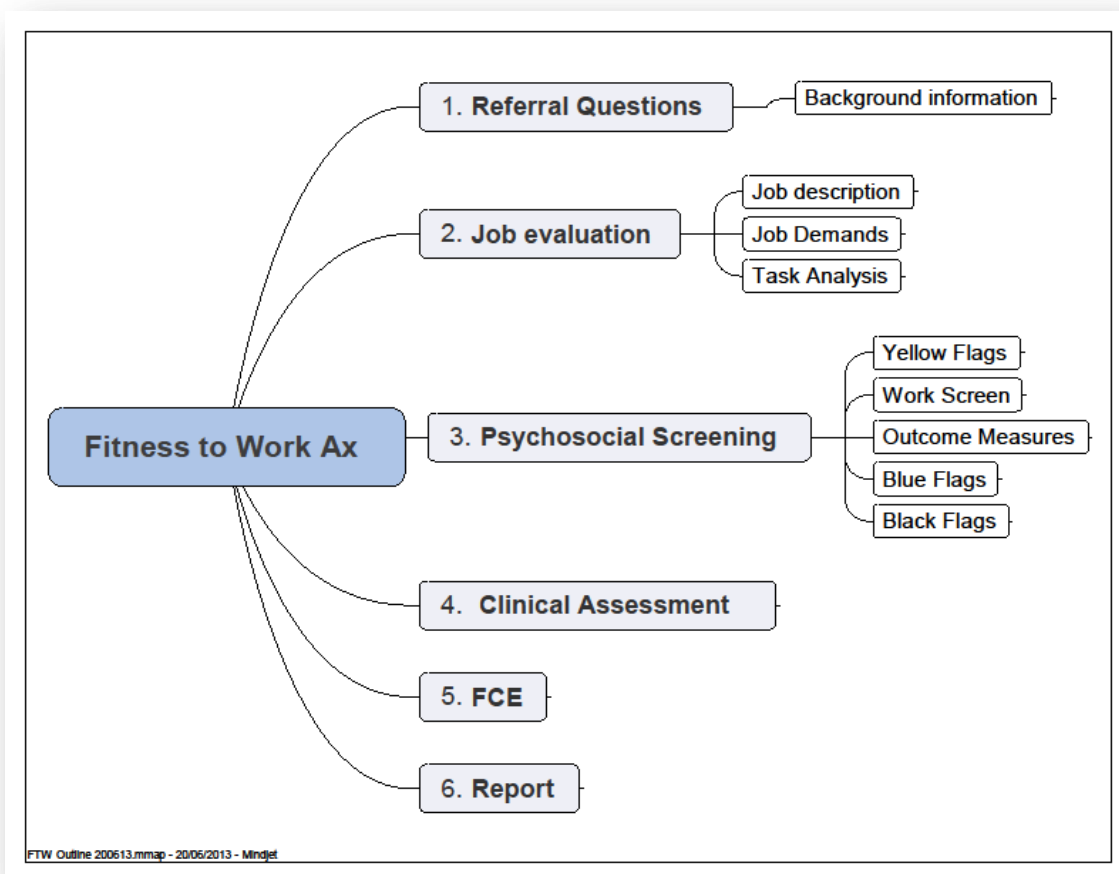 1. Referral Questions
Background information
2. Job evaluation
Job description
Job Demands
Task Analysis
Fitness to Work Ax
3. Psychosocial Screening
Yellow Flags
Work Screen
Outcome Measures
Blue Flags
Black Flags
4. Clinical Assessment
5. FCE
6. Report
FTW Outline 200613.mmap - 20/06/2013 - Mindjet